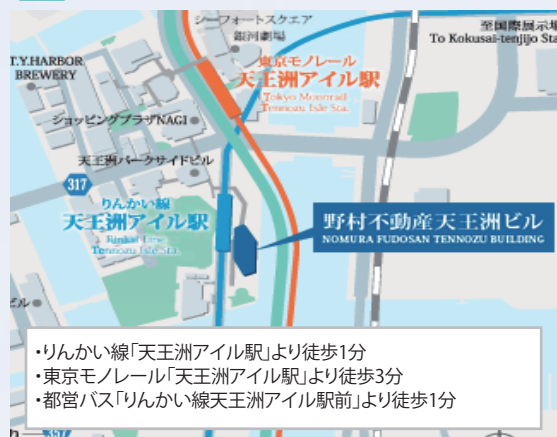 シーフォートスクエア
銀河劇場
至国際展示場
To Kokusai-tenjijo Sta
T.Y.HARBOR
BREWERY
東京モノレール
天王洲アイル駅
Tokyo Monorail
Tennozu Isle Sta.
ショッピングプラザNAGI
天王洲パークサイドビル
317
りんかい線
天王洲アイル駅
Rinkai Line
Tennozu Isle Sta.
野村不動産天王洲ビル
NOMURA FUDOSAN TENNOZU BUILDING
ビル
・りんかい線「天王洲アイル駅」より徒歩1分
・東京モノレール「天王洲アイル駅」より徒歩3分
・都営バス「りんかい線天王洲アイル駅前」より徒歩1分
357